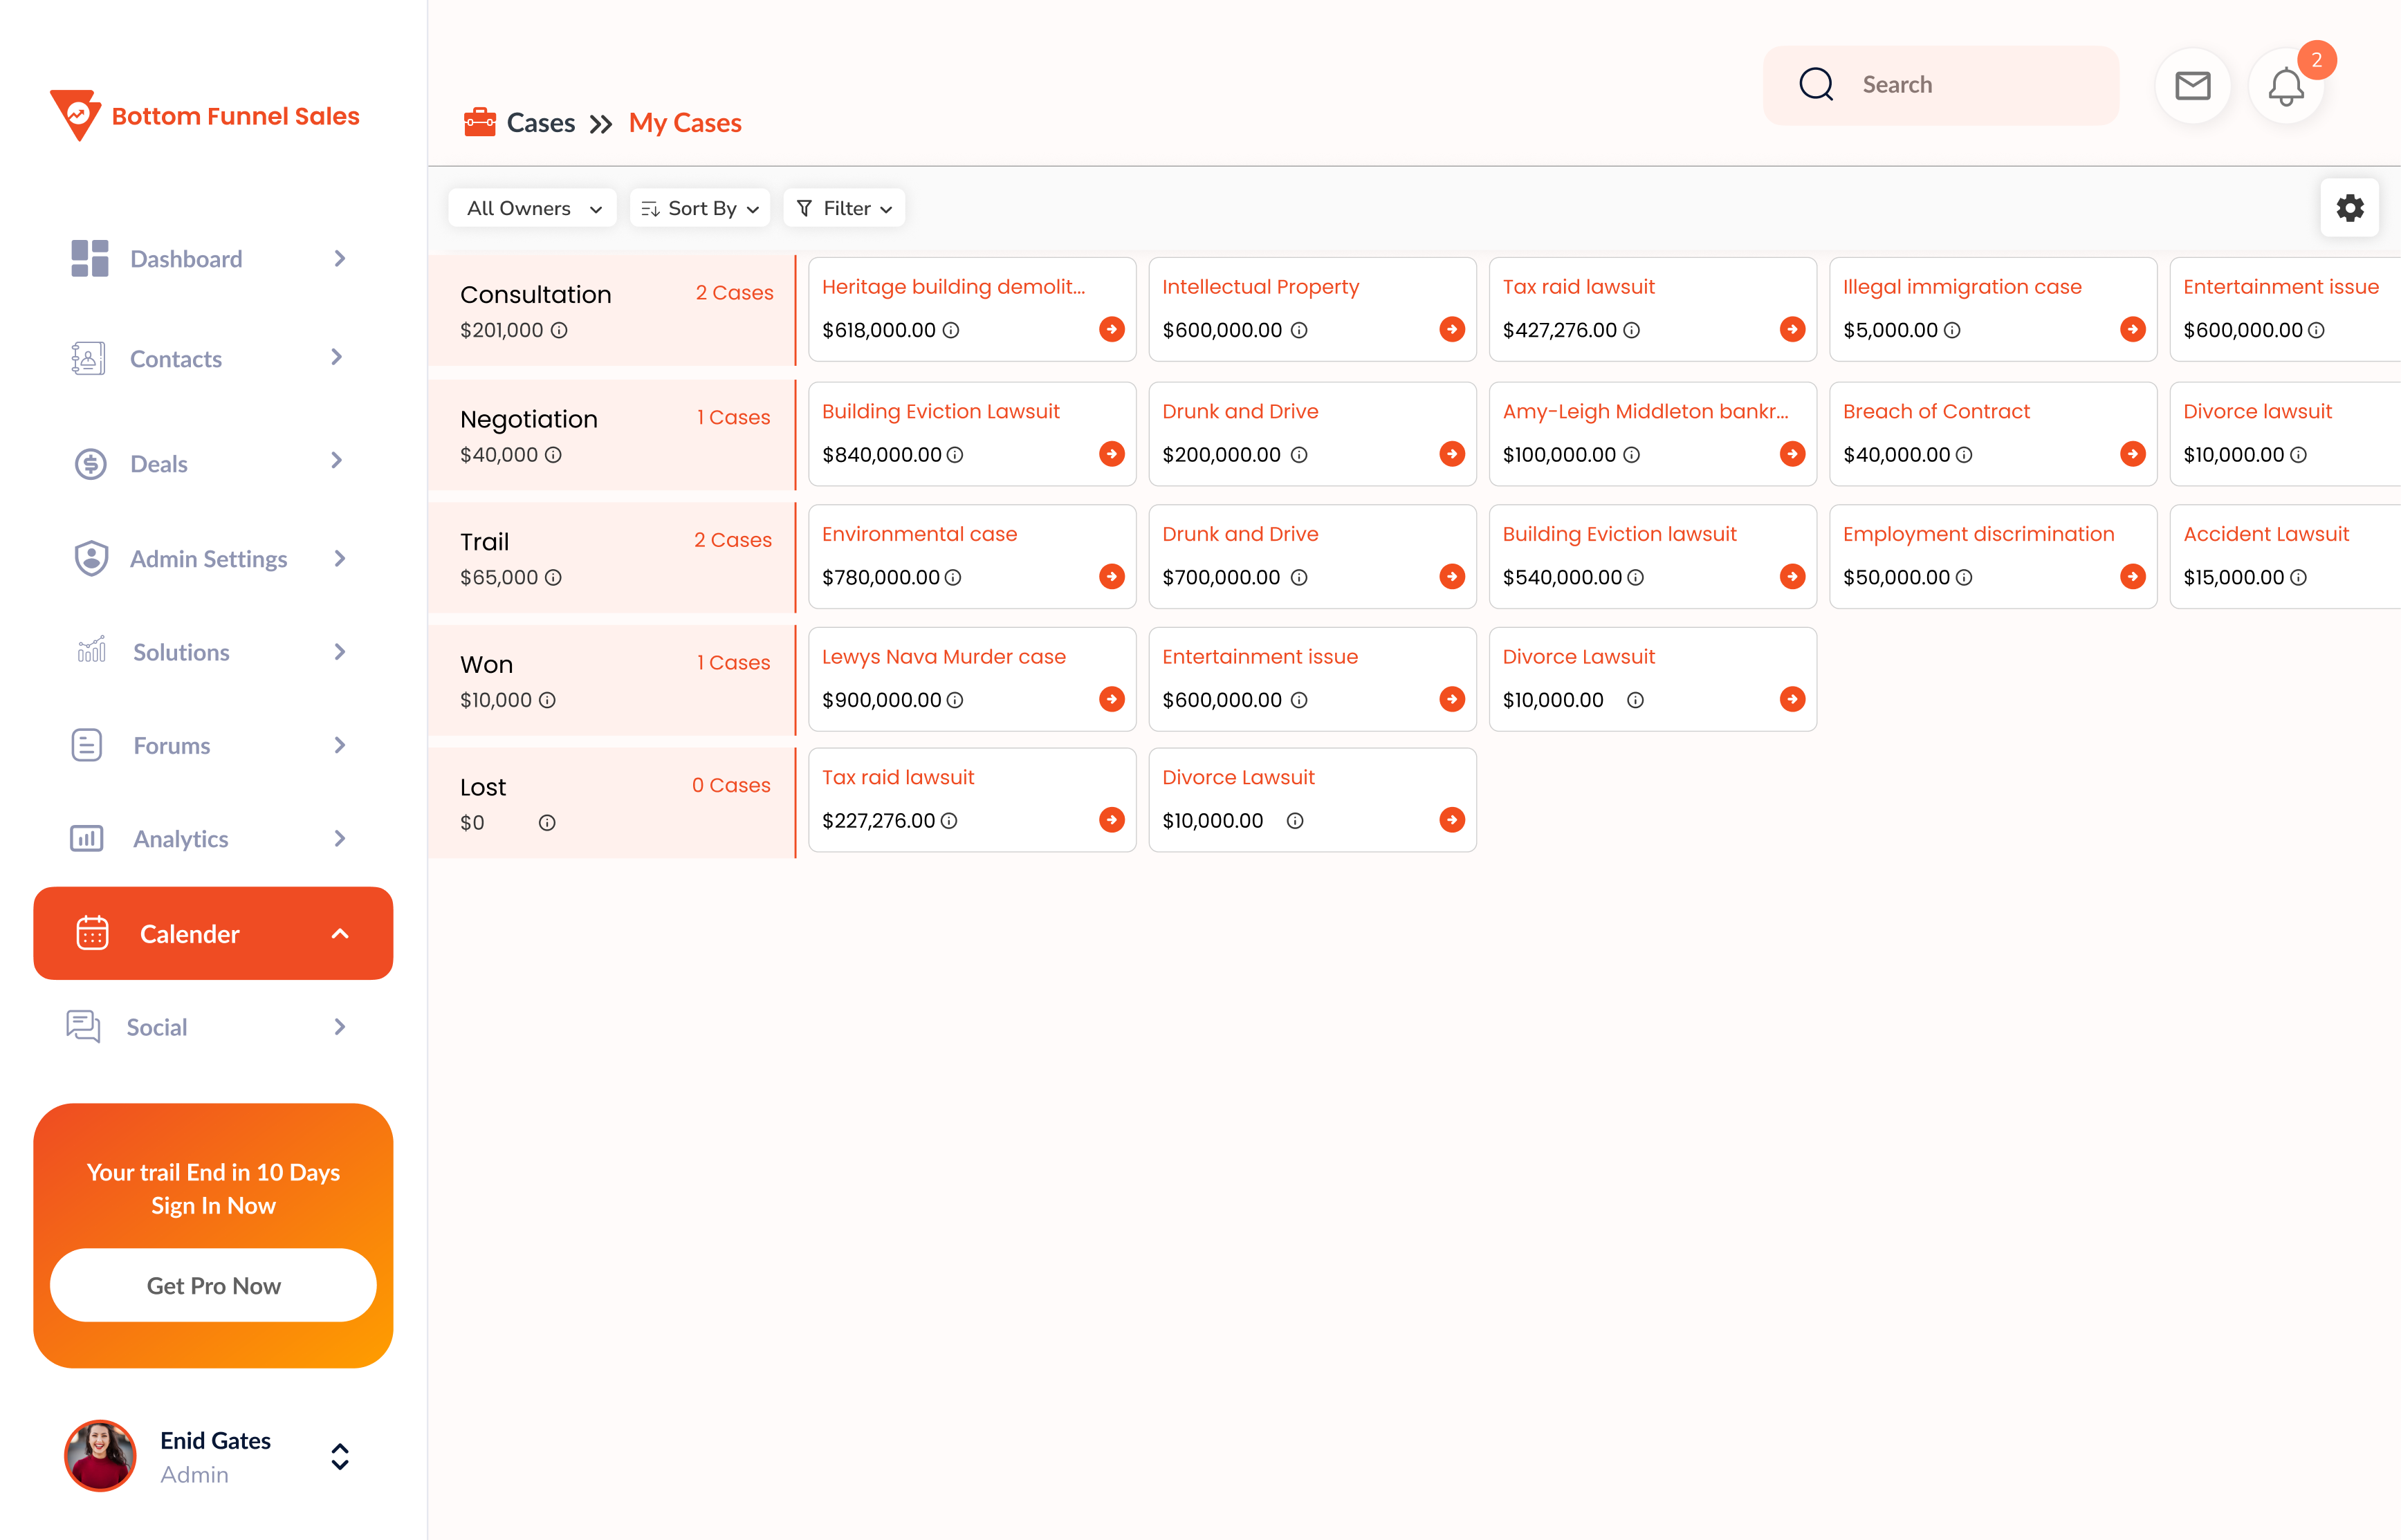 Bottom Funnel Sales
Dashboard
Contacts
Deals
Admin Settings
Solutions
Forums
Analytics
Calender
Social
Your trail End in 10 Days
Sign In Now
Get Pro Now
Enid Gates
Admin
Cases
My Cases
Search
2
All Owners
Sort By
Filter
Consultation
2 Cases
$201,000
Heritage building demolit...
$618,000.00
Intellectual Property
$600,000.00
Tax raid lawsuit
$427,276.00
Illegal immigration case
$5,000.00
Entertainment issue
$600,000.00
Negotiation
1 Cases
$40,000
Building Eviction Lawsuit
$840,000.00
Drunk and Drive
$200,000.00
Amy-Leigh Middleton bankr...
$100,000.00
Breach of Contract
$40,000.00
Divorce lawsuit
$10,000.00
Trail
2 Cases
$65,000
Environmental case
$780,000.00
Drunk and Drive
$700,000.00
Building Eviction lawsuit
$540,000.00
Employment discrimination
$50,000.00
Accident Lawsuit
$15,000.00
Won
1 Cases
$10,000
Lewys Nava Murder case
$900,000.00
Entertainment issue
$600,000.00
Divorce Lawsuit
$10,000.00
Lost
0 Cases
$0
Tax raid lawsuit
$227,276.00
Divorce Lawsuit
$10,000.00